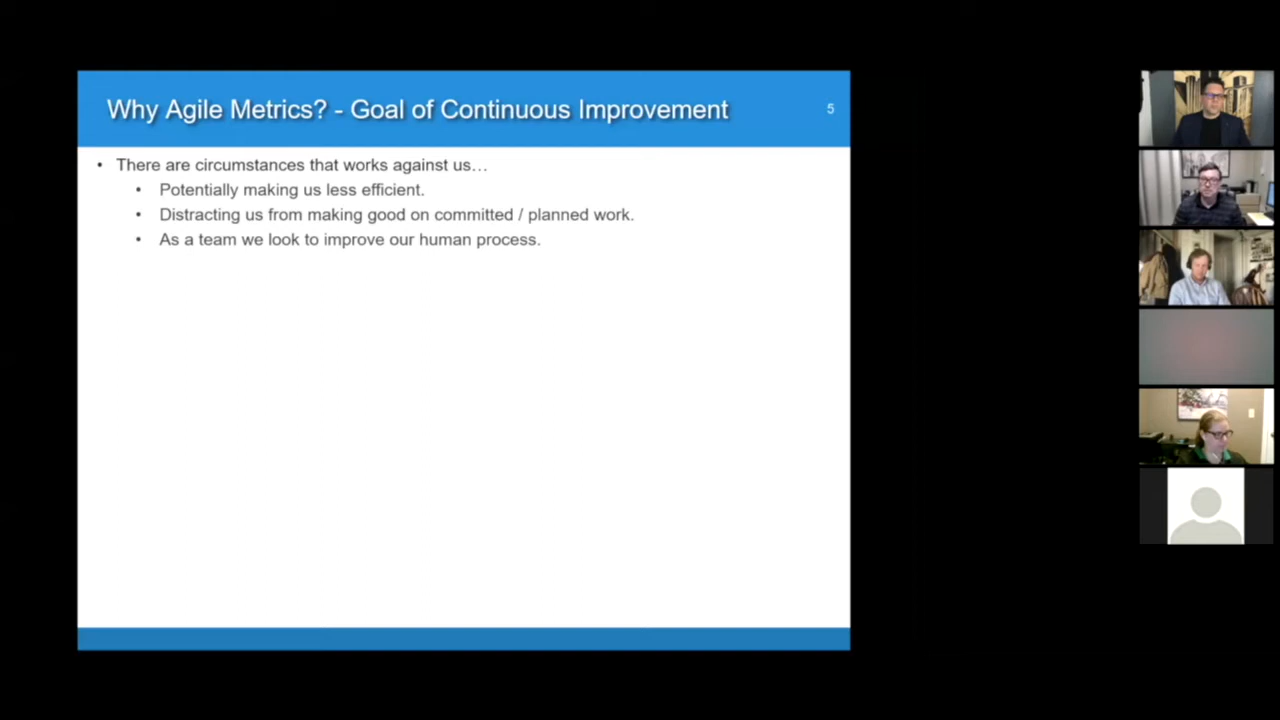 Why Agile Metrics? - Goal of Continuous Improvement
5
• There are circumstances that works against us…
• Potentially making us less efficient.
• Distracting us from making good on committed / planned work.
• As a team we look to improve our human process.